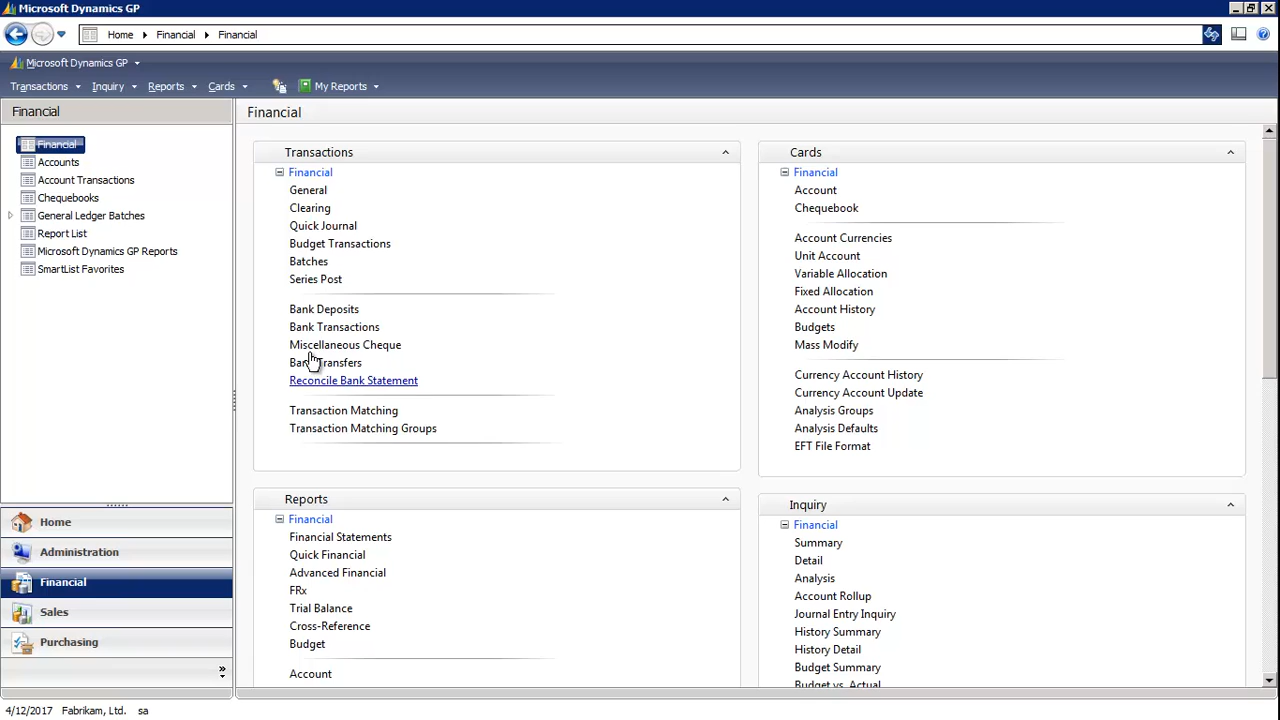 Microsoft Dynamics GP
Home Financial Financial
Microsoft Dynamics GP
Transactions Inquiry Reports Cards My Reports
Financial
Financial
Accounts
Account Transactions
Chequebooks
General Ledger Batches
Report List
Microsoft Dynamics GP Reports
SmartList Favorites
Home
Administration
Financial
Sales
Purchasing
Financial
Transactions
Financial
General
Clearing
Quick Journal
Budget Transactions
Batches
Series Post
Bank Deposits
Bank Transactions
Miscellaneous Cheque
Bank Transfers
Reconcile Bank Statement
Transaction Matching
Transaction Matching Groups
Cards
Financial
Account
Chequebook
Account Currencies
Unit Account
Variable Allocation
Fixed Allocation
Account History
Budgets
Mass Modify
Currency Account History
Currency Account Update
Analysis Groups
Analysis Defaults
EFT File Format
Reports
Financial
Financial Statements
Quick Financial
Advanced Financial
FRx
Trial Balance
Cross-Reference
Budget
Account
Inquiry
Financial
Summary
Detail
Analysis
Account Rollup
Journal Entry Inquiry
History Summary
History Detail
Budget Summary
Budget vs. Actual
4/12/2017 Fabrikam, Ltd. sa